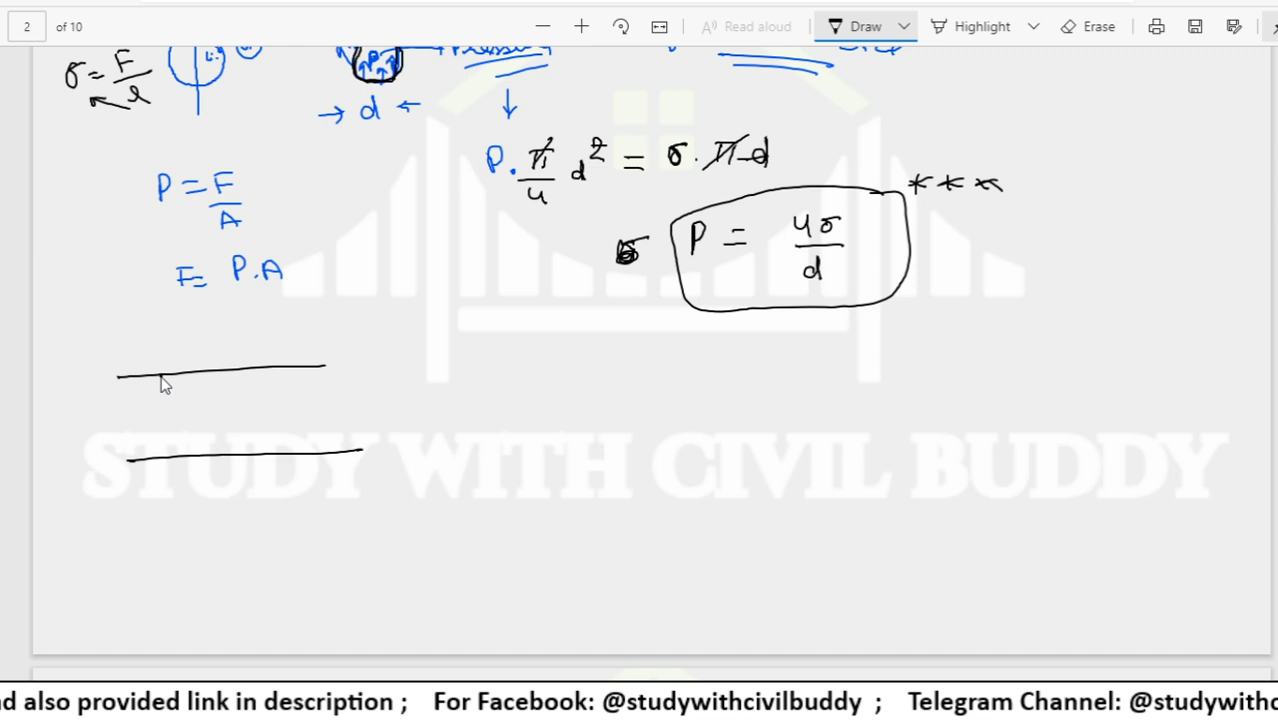 2 of 10 Read aloud Draw Highlight Erase
σ = F/l
P
Pressure
→ d ←
P. π/4 d² = σ. π d
P = F/A
* * *
P = 4σ/d
F = P.A
STUDY WITH CIVIL BUDDY
d also provided link in description ; For Facebook: @studywithcivilbuddy ; Telegram Channel: @studywithc